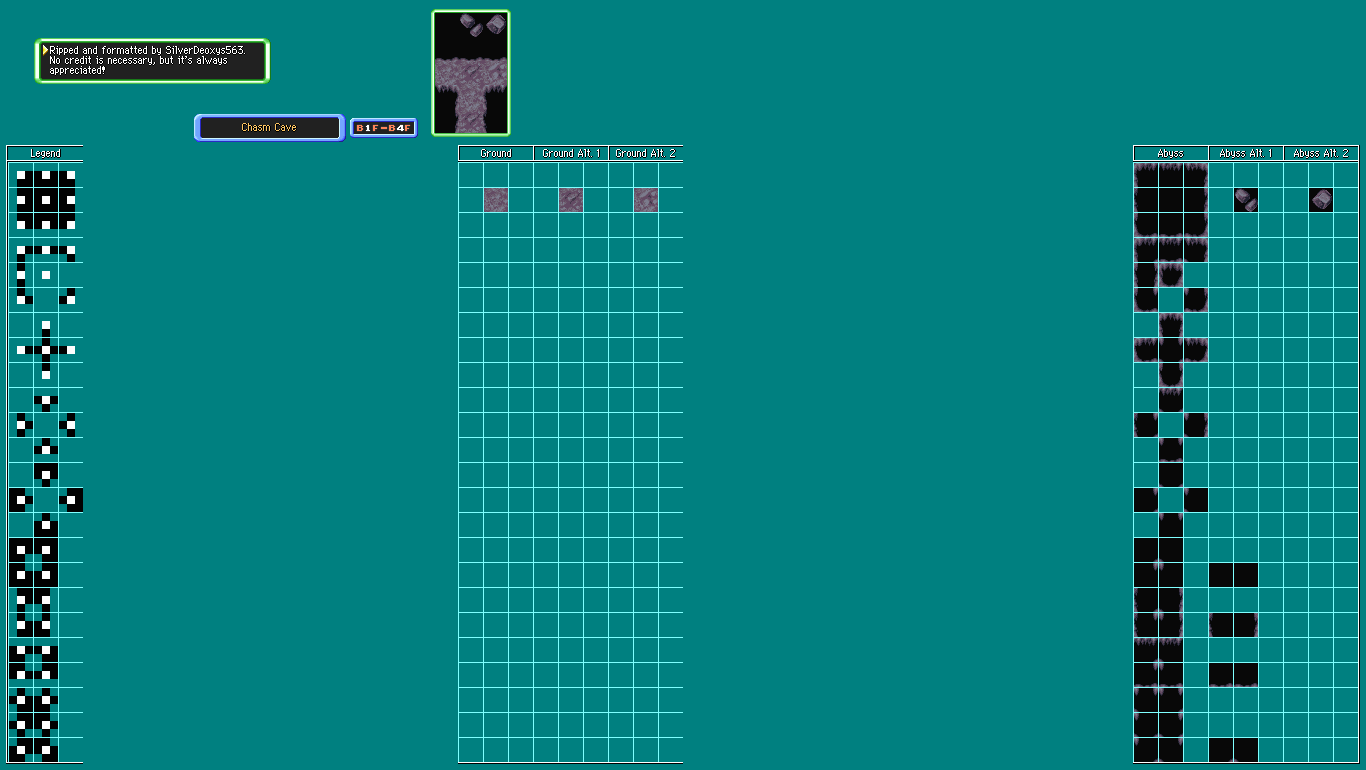 Ripped and formatted by SilverDeoxys563.
No credit is necessary, but it's always
appreciated!
Chasm Cave
B1F-B4F
Legend
Ground
Ground Alt. 1
Ground Alt. 2
Abyss
Abyss Alt. 1
Abyss Alt. 2